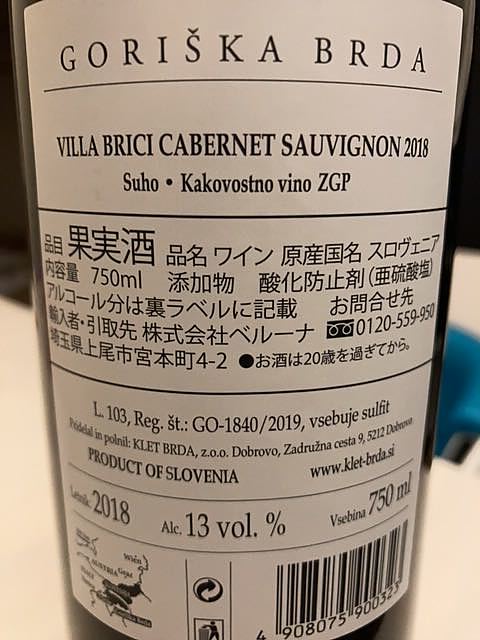 GORIŠKA BRDA
VILLA BRICI CABERNET SAUVIGNON 2018
Suho • Kakovostno vino ZGP
品目 果実酒 品名 ワイン 原産国名 スロヴェニア
内容量 750ml 添加物 酸化防止剤(亜硫酸塩)
アルコール分は裏ラベルに記載 お問合せ先
輸入者・引取先 株式会社ベルーナ 0120-559-950
埼玉県上尾市宮本町4-2 ●お酒は20歳を過ぎてから。
L. 103, Reg. št.: GO-1840/2019, vsebuje sulfit
Pridelal in polnil: KLET BRDA, z.o.o. Dobrovo, Zadružna cesta 9, 5212 Dobrovo
PRODUCT OF SLOVENIA www.klet-brda.si
Letnik 2018 Alc. 13 vol. % Vsebina 750 ml
Wien
AUSTRIA
Goriška Brda
4 908075 900323